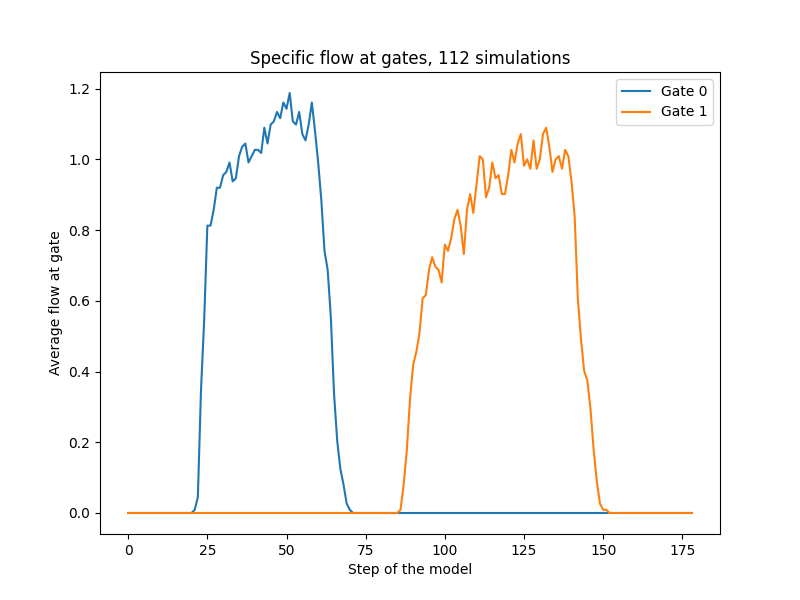 Specific flow at gates, 112 simulations
Gate 0
Gate 1
Average flow at gate
1.2
1.0
0.8
0.6
0.4
0.2
0.0
0 25 50 75 100 125 150 175
Step of the model